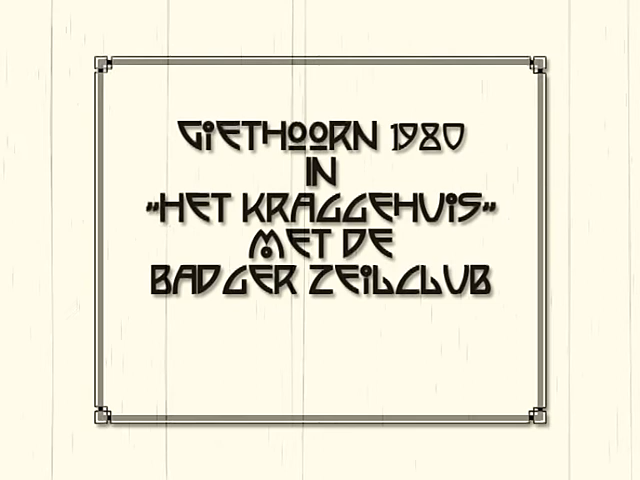 GIETHOORN 1980
IN
"HET KRAGGEHUIS"
MET DE
BADGER ZEILCLUB